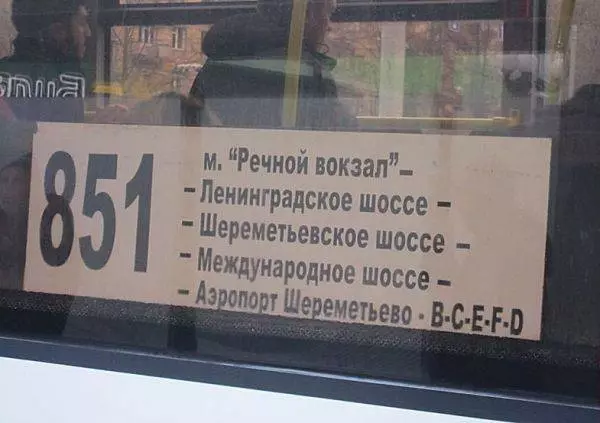 851
м. "Речной вокзал"–
– Ленинградское шоссе –
– Шереметьевское шоссе –
– Международное шоссе –
– Аэропорт Шереметьево - B-C-E-F-D